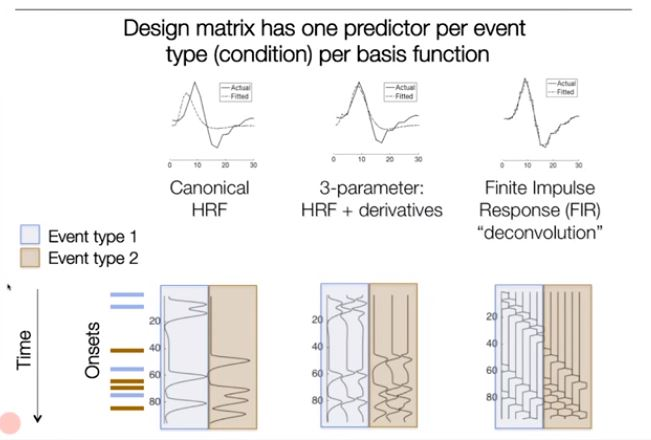 Design matrix has one predictor per event
type (condition) per basis function
Actual
Fitted
0 10 20 30
Actual
Fitted
0 10 20 30
Actual
Fitted
0 10 20 30
Canonical
HRF
3-parameter:
HRF + derivatives
Finite Impulse
Response (FIR)
“deconvolution”
Event type 1
Event type 2
Time
Onsets
20
40
60
80
20
40
60
80
20
40
60
80